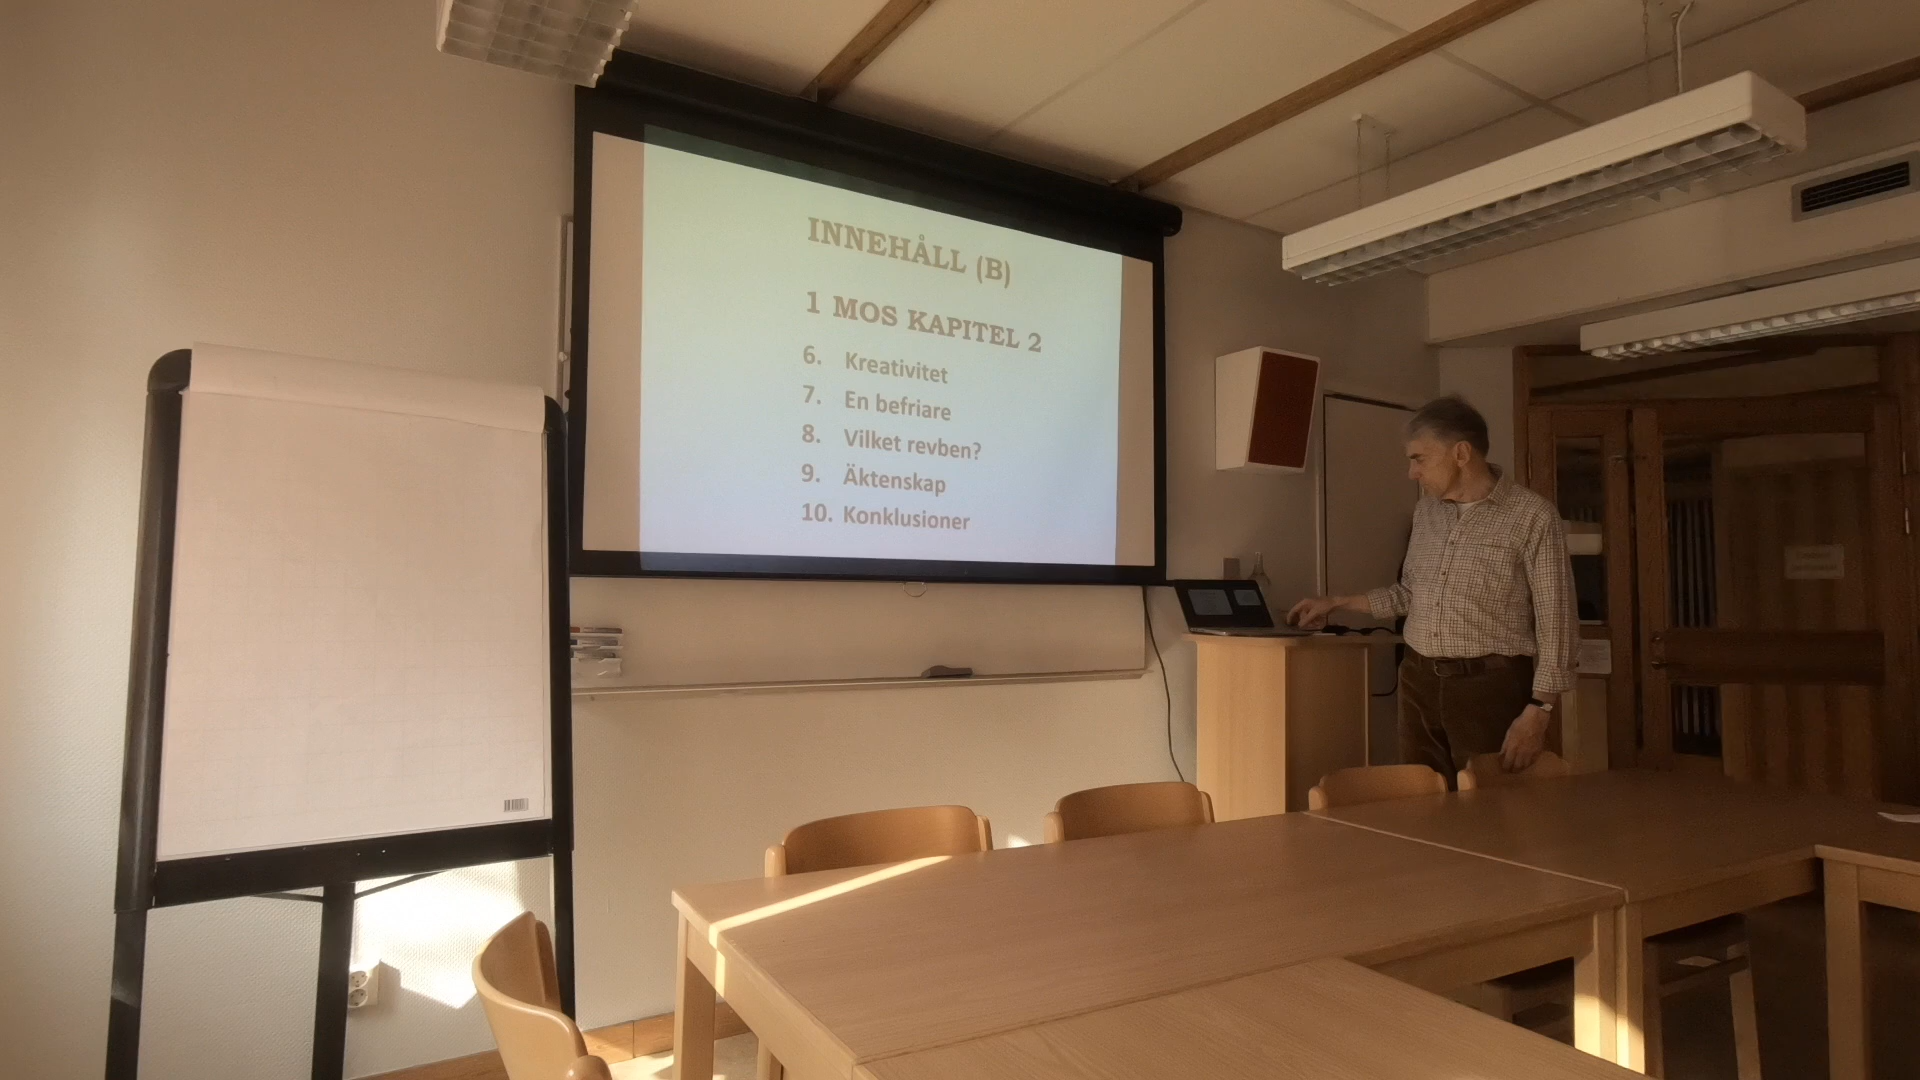 INNEHÅLL (B)
1 MOS KAPITEL 2
6. Kreativitet
7. En befriare
8. Vilket revben?
9. Äktenskap
10. Konklusioner